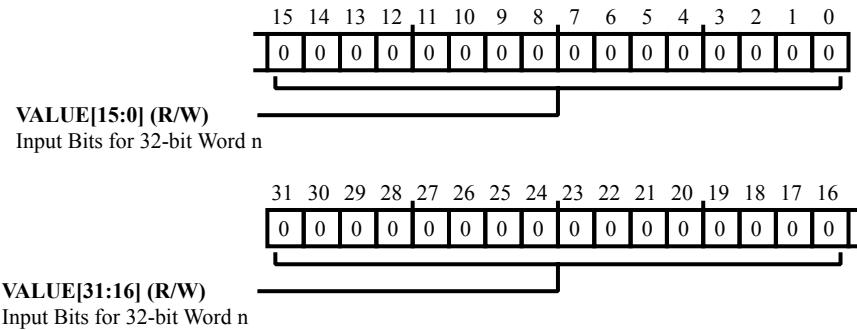 15 14 13 12 11 10 9 8 7 6 5 4 3 2 1 0
0 0 0 0 0 0 0 0 0 0 0 0 0 0 0 0
VALUE[15:0] (R/W)
Input Bits for 32-bit Word n
31 30 29 28 27 26 25 24 23 22 21 20 19 18 17 16
0 0 0 0 0 0 0 0 0 0 0 0 0 0 0 0
VALUE[31:16] (R/W)
Input Bits for 32-bit Word n